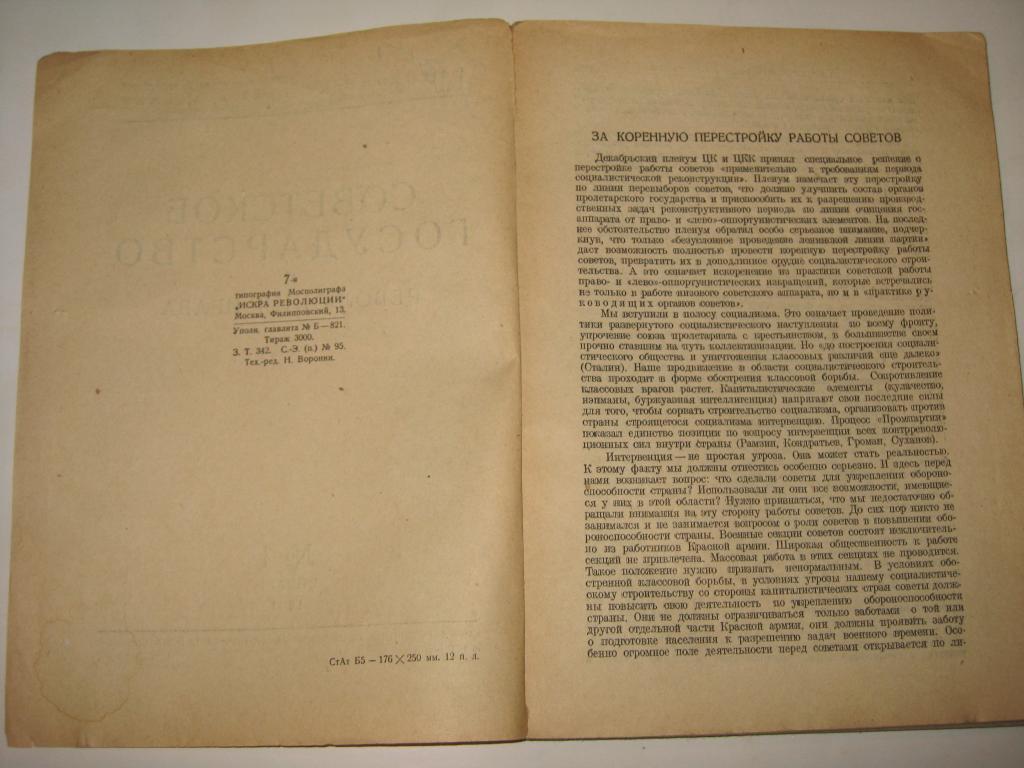 7-я
типография Мосполиграфа
"ИСКРА РЕВОЛЮЦИИ"
Москва, Филипповский, 13.
Уполн. главлита № Б—821.
Тираж 3000.
З. Т. 342. С.-Э. (п.) № 95.
Тех.-ред. Н. Воронин.
СтАт Б5 — 176 × 250 мм. 12 п. л.
ЗА КОРЕННУЮ ПЕРЕСТРОЙКУ РАБОТЫ СОВЕТОВ
Декабрьский пленум ЦК и ЦКК принял специальное решение о
перестройке работы советов «применительно к требованиям периода
социалистической реконструкции». Пленум намечает эту перестройку
по линии перевыборов советов, что должно улучшить состав органов
пролетарского государства и приспособить их к разрешению производ-
ственных задач реконструктивного периода по линии очищения гос-
аппарата от право- и «лево»-оппортунистических элементов. На послед-
нее обстоятельство пленум обратил особо серьезное внимание, подчер-
кнув, что только «безусловное проведение ленинской линии партии»
даст возможность полностью провести коренную перестройку работы
советов, превратить их в доподлинное орудие социалистического строи-
тельства. А это означает искоренение из практики советской работы
право- и «лево»-оппортунистических извращений, которые встречались
не только в работе низового советского аппарата, но и в «практике ру-
ководящих органов советов».
Мы вступили в полосу социализма. Это означает проведение поли-
тики развернутого социалистического наступления по всему фронту,
упрочение союза пролетариата с крестьянством, в большинстве своем
прочно ставшим на путь коллективизации. Но «до построения социали-
стического общества и уничтожения классовых различий еще далеко»
(Сталин). Наше продвижение в области социалистического строитель-
ства проходит в форме обострения классовой борьбы. Сопротивление
классовых врагов растет. Капиталистические элементы (кулачество,
нэпманы, буржуазная интеллигенция) напрягают свои последние силы
для того, чтобы сорвать строительство социализма, организовать против
страны строящегося социализма интервенцию. Процесс «Промпартии»
показал единство позиции по вопросу интервенции всех контрреволю-
ционных сил внутри страны (Рамзин, Кондратьев, Громан, Суханов).
Интервенция — не простая угроза. Она может стать реальностью.
К этому факту мы должны отнестись особенно серьезно. И здесь перед
нами возникает вопрос: что сделали советы для укрепления обороно-
способности страны? Использовали ли они все возможности, имеющие-
ся у них в этой области? Нужно признаться, что мы недостаточно об-
ращали внимания на эту сторону работы советов. До сих пор никто не
занимался и не занимается вопросом о роли советов в повышении обо-
роноспособности страны. Военные секции советов состоят исключитель-
но из работников Красной армии. Широкая общественность к работе
секций не привлечена. Массовая работа в этих секциях не проводится.
Такое положение нужно признать ненормальным. В условиях обо-
стренной классовой борьбы, в условиях угрозы нашему социалистиче-
скому строительству со стороны капиталистических стран советы долж-
ны повысить свою деятельность по укреплению обороноспособности
страны. Они не должны ограничиваться только заботами о той или
другой отдельной части Красной армии, они должны проявить заботу
о подготовке населения к разрешению задач военного времени. Осо-
бенно огромное поле деятельности перед советами открывается по ли-